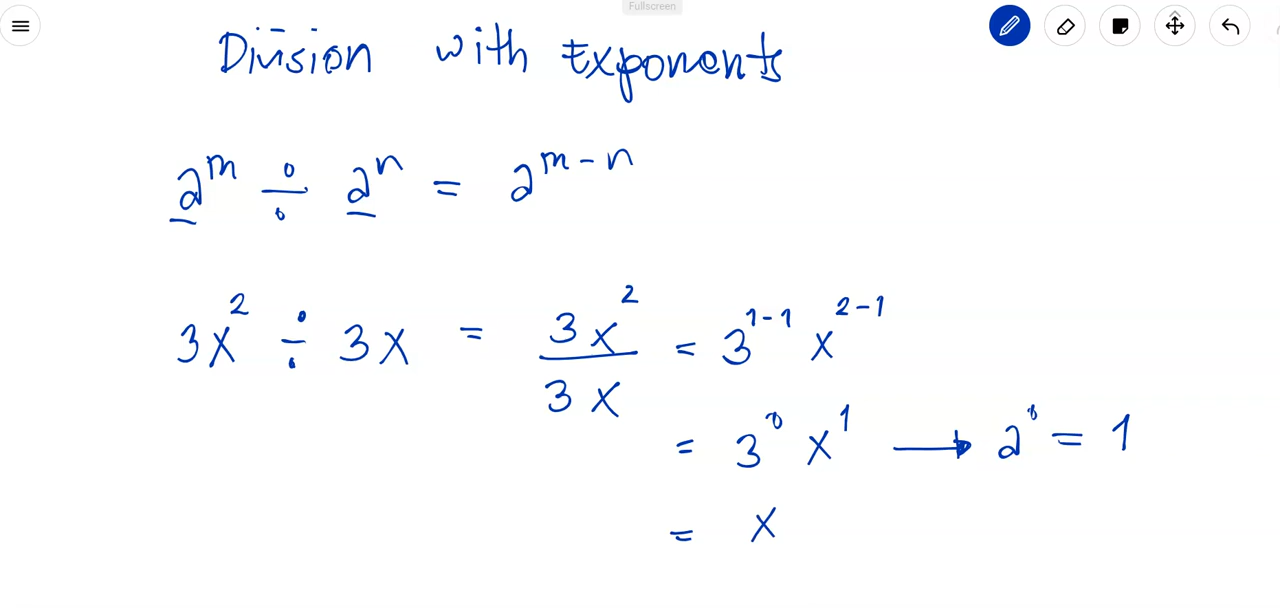 Fullscreen
Division with Exponents
a^m ÷ a^n = a^{m-n}
3x^2 ÷ 3x = \frac{3x^2}{3x} = 3^{1-1} x^{2-1}
= 3^0 x^1 → a^0 = 1
= x